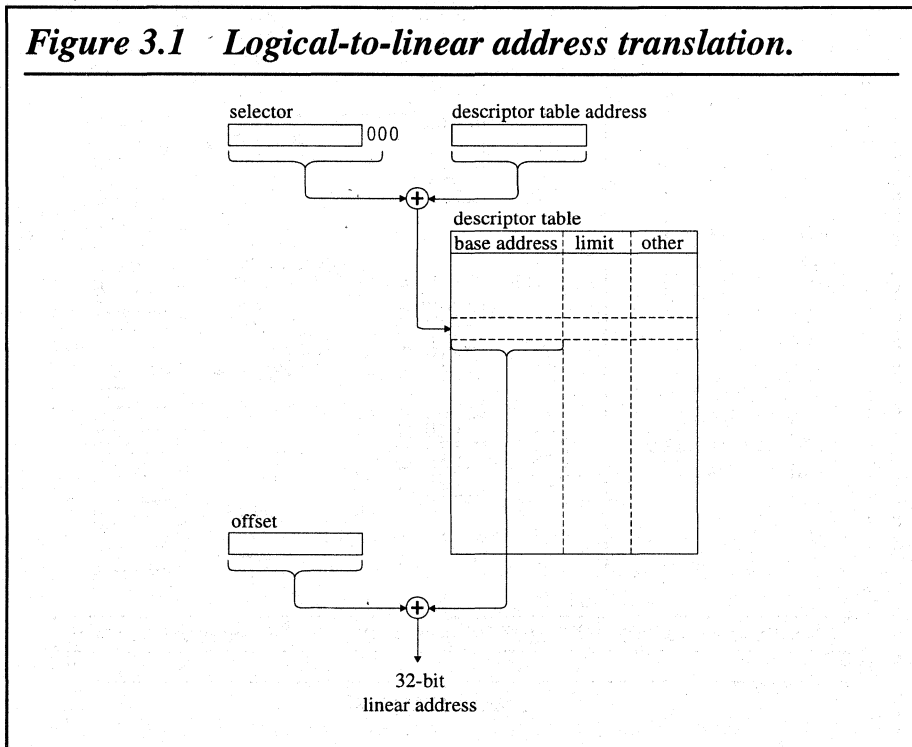 Figure 3.1 Logical-to-linear address translation.
selector
descriptor table address
000
descriptor table
base address limit other
offset
32-bit
linear address